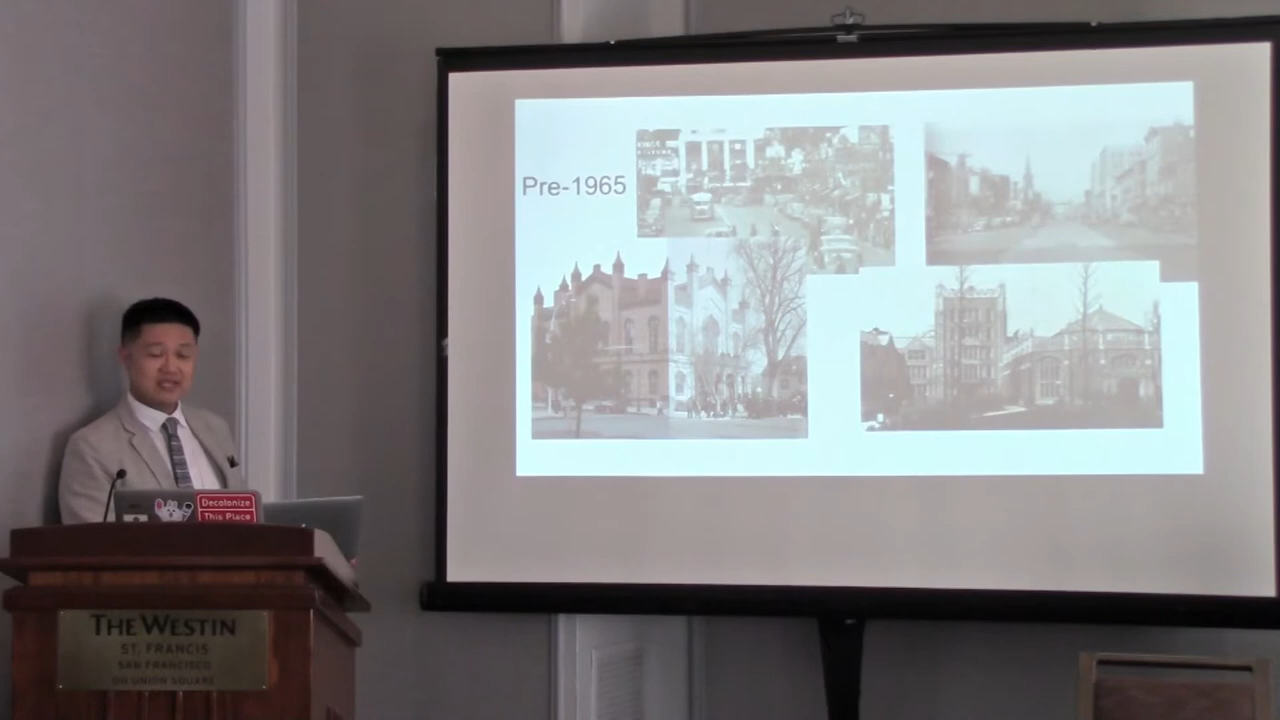 Pre-1965
Decolonize
This Place
THE WESTIN
ST. FRANCIS
SAN FRANCISCO
ON UNION SQUARE